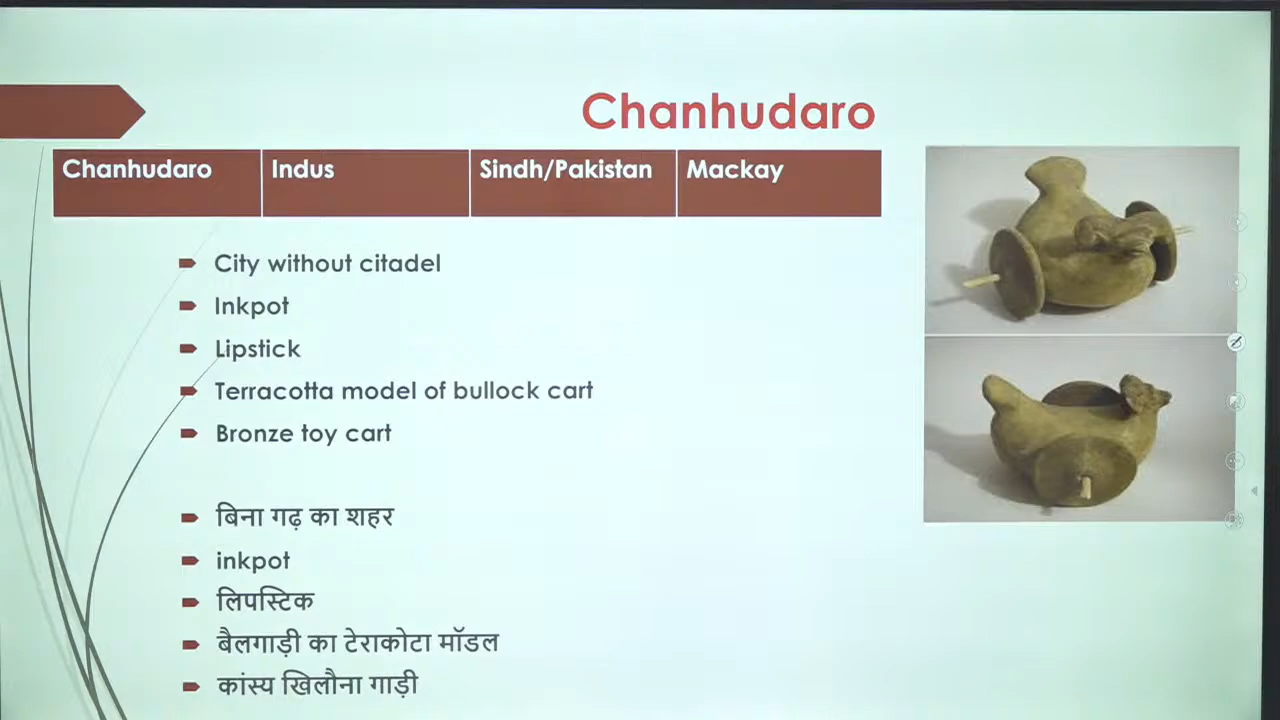 Chanhudaro
Chanhudaro Indus Sindh/Pakistan Mackay
City without citadel
Inkpot
Lipstick
Terracotta model of bullock cart
Bronze toy cart
बिना गढ़ का शहर
inkpot
लिपस्टिक
बैलगाड़ी का टेराकोटा मॉडल
कांस्य खिलौना गाड़ी